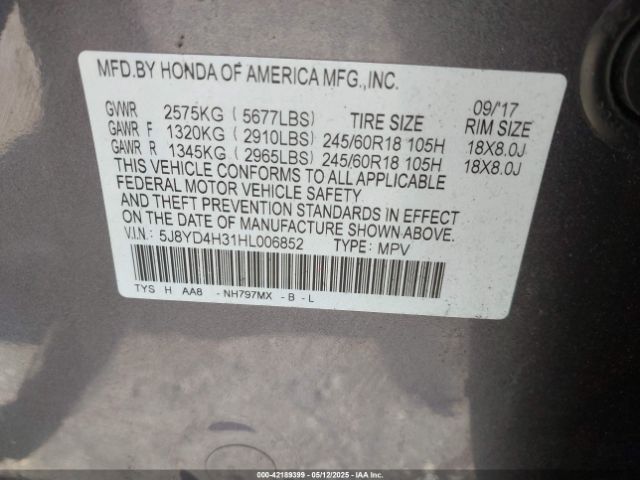 MFD.BY HONDA OF AMERICA MFG.,INC.
09/'17
GVWR 2575KG ( 5677LBS) TIRE SIZE RIM SIZE
GAWR F 1320KG ( 2910LBS) 245/60R18 105H 18X8.0J
GAWR R 1345KG ( 2965LBS) 245/60R18 105H 18X8.0J
THIS VEHICLE CONFORMS TO ALL APPLICABLE
FEDERAL MOTOR VEHICLE SAFETY
AND THEFT PREVENTION STANDARDS IN EFFECT
ON THE DATE OF MANUFACTURE SHOWN ABOVE.
V.I.N.: 5J8YD4H31HL006852 TYPE: MPV
TYS H AA8 - NH797MX - B - L
000-42189399 - 05/12/2025 - IAA Inc.